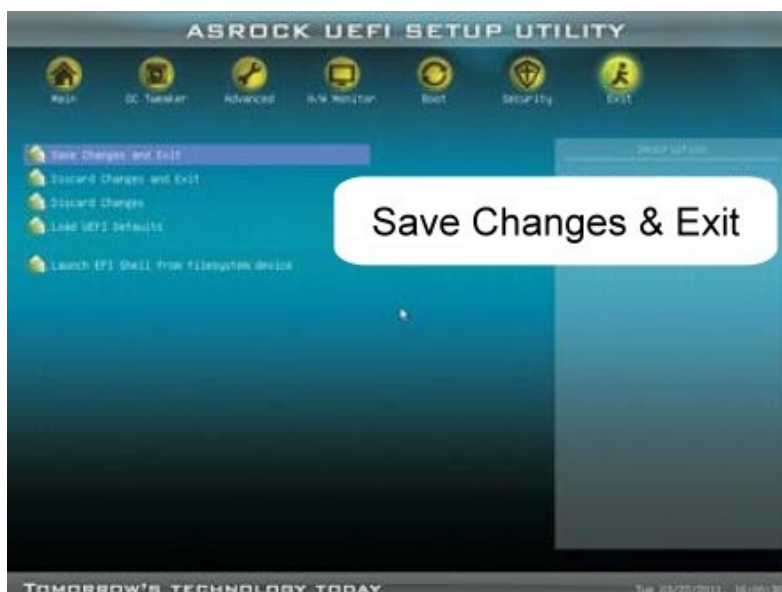 ASROCK UEFI SETUP UTILITY
Main
OC Tweaker
Advanced
H/W Monitor
Boot
Security
Exit
Save Changes and Exit
Description
Discard Changes and Exit
Discard Changes
Load UEFI Defaults
Save Changes & Exit
Launch EFI Shell from filesystem device
TOMORROW'S TECHNOLOGY TODAY
Tue